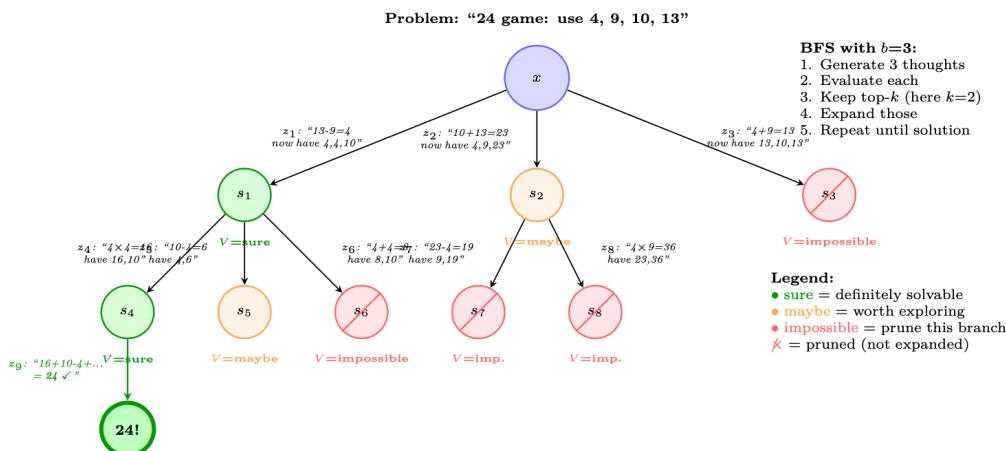 Problem: “24 game: use 4, 9, 10, 13”
x
BFS with b=3:
1. Generate 3 thoughts
2. Evaluate each
3. Keep top-k (here k=2)
4. Expand those
5. Repeat until solution
z1: “13-9=4
now have 4,4,10”
z2: “10+13=23
now have 4,9,23”
z3: “4+9=13
now have 13,10,13”
s1
s2
s3
V=sure
V=maybe
V=impossible
z4: “4×4=16
have 16,10”
z5: “10-4=6
have 4,6”
z6: “4+4=8
have 8,10”
z7: “23-4=19
have 9,19”
z8: “4×9=36
have 23,36”
s4
s5
s6
s7
s8
V=sure
V=maybe
V=impossible
V=imp.
V=imp.
z9: “16+10-4+...
= 24 ✓”
24!
Legend:
• sure = definitely solvable
• maybe = worth exploring
• impossible = prune this branch
= pruned (not expanded)